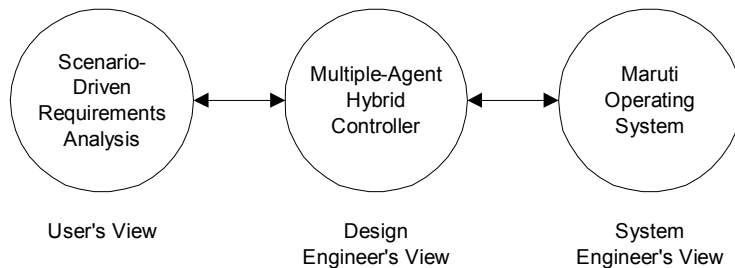 Scenario-
Driven
Requirements
Analysis
Multiple-Agent
Hybrid
Controller
Maruti
Operating
System
User's View
Design
Engineer's View
System
Engineer's View